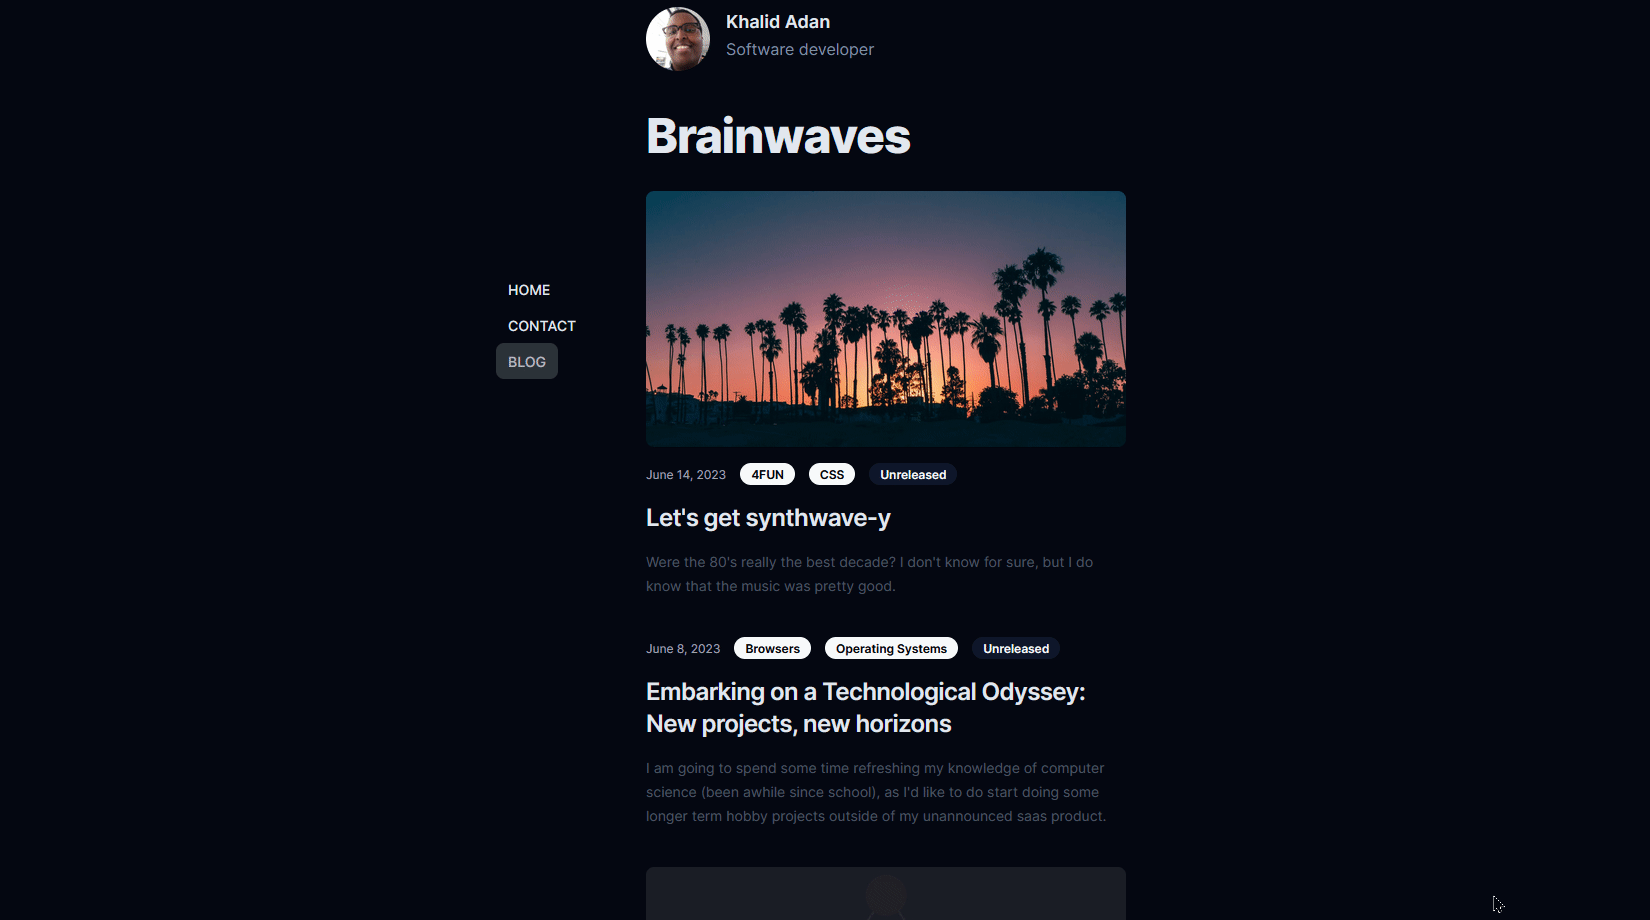 Khalid Adan
Software developer
Brainwaves
HOME
CONTACT
BLOG
June 14, 2023 4FUN CSS Unreleased
Let's get synthwave-y
Were the 80's really the best decade? I don't know for sure, but I do
know that the music was pretty good.
June 8, 2023 Browsers Operating Systems Unreleased
Embarking on a Technological Odyssey:
New projects, new horizons
I am going to spend some time refreshing my knowledge of computer
science (been awhile since school), as I'd like to do start doing some
longer term hobby projects outside of my unannounced saas product.